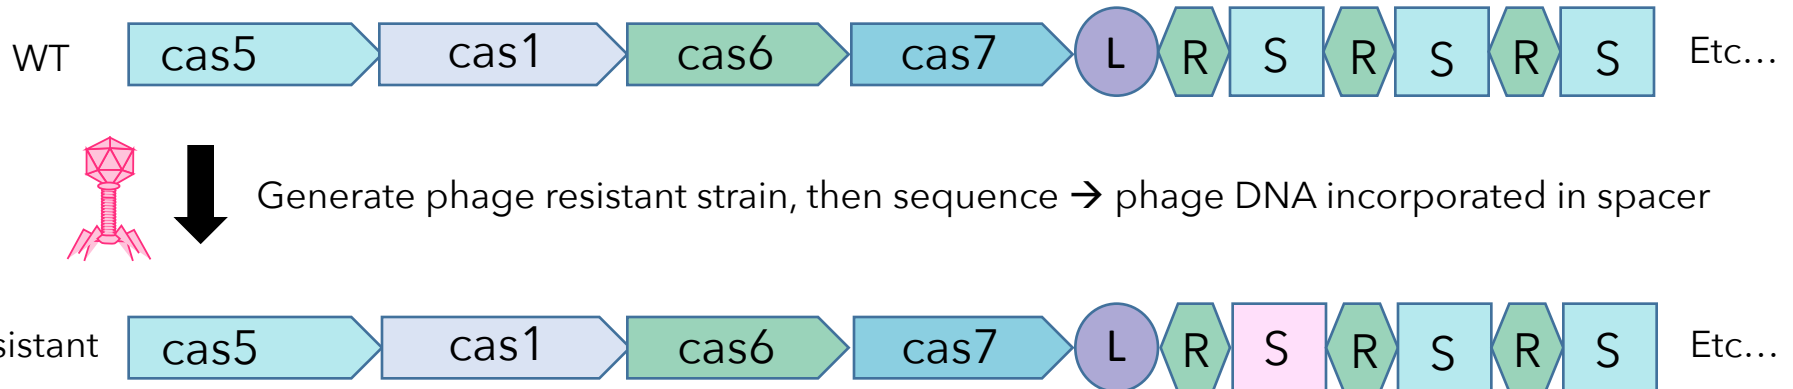 WT cas5 cas1 cas6 cas7 L R S R S R S Etc...
Generate phage resistant strain, then sequence → phage DNA incorporated in spacer
sistant cas5 cas1 cas6 cas7 L R S R S R S Etc...